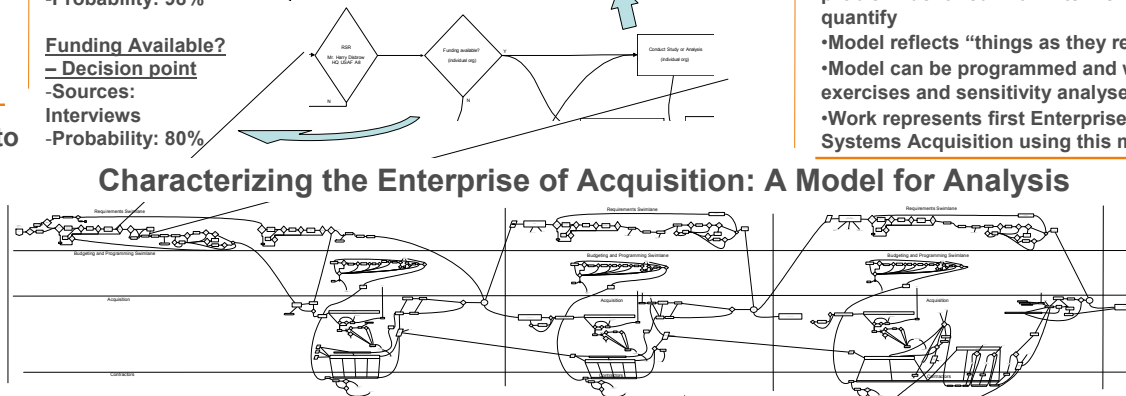 -Probability: 98%
Funding Available?
– Decision point
-Sources:
Interviews
-Probability: 80%
to
RSR
Mr. Harry Disbrow
HQ USAF A8
N
Funding available?
(individual org)
Y
N
Conduct Study or Analysis
(individual org)
quantify
•Model reflects “things as they re
•Model can be programmed and
exercises and sensitivity analyse
•Work represents first Enterprise
Systems Acquisition using this m
Characterizing the Enterprise of Acquisition: A Model for Analysis
Requirements Swimlane
Requirements Swimlane
Requirements Swimlane
Budgeting and Programming Swimlane
Budgeting and Programming Swimlane
Budgeting and Programming Swimlane
Acquisition
Acquisition
Acquisition
Contractors
Contractors
Contractors